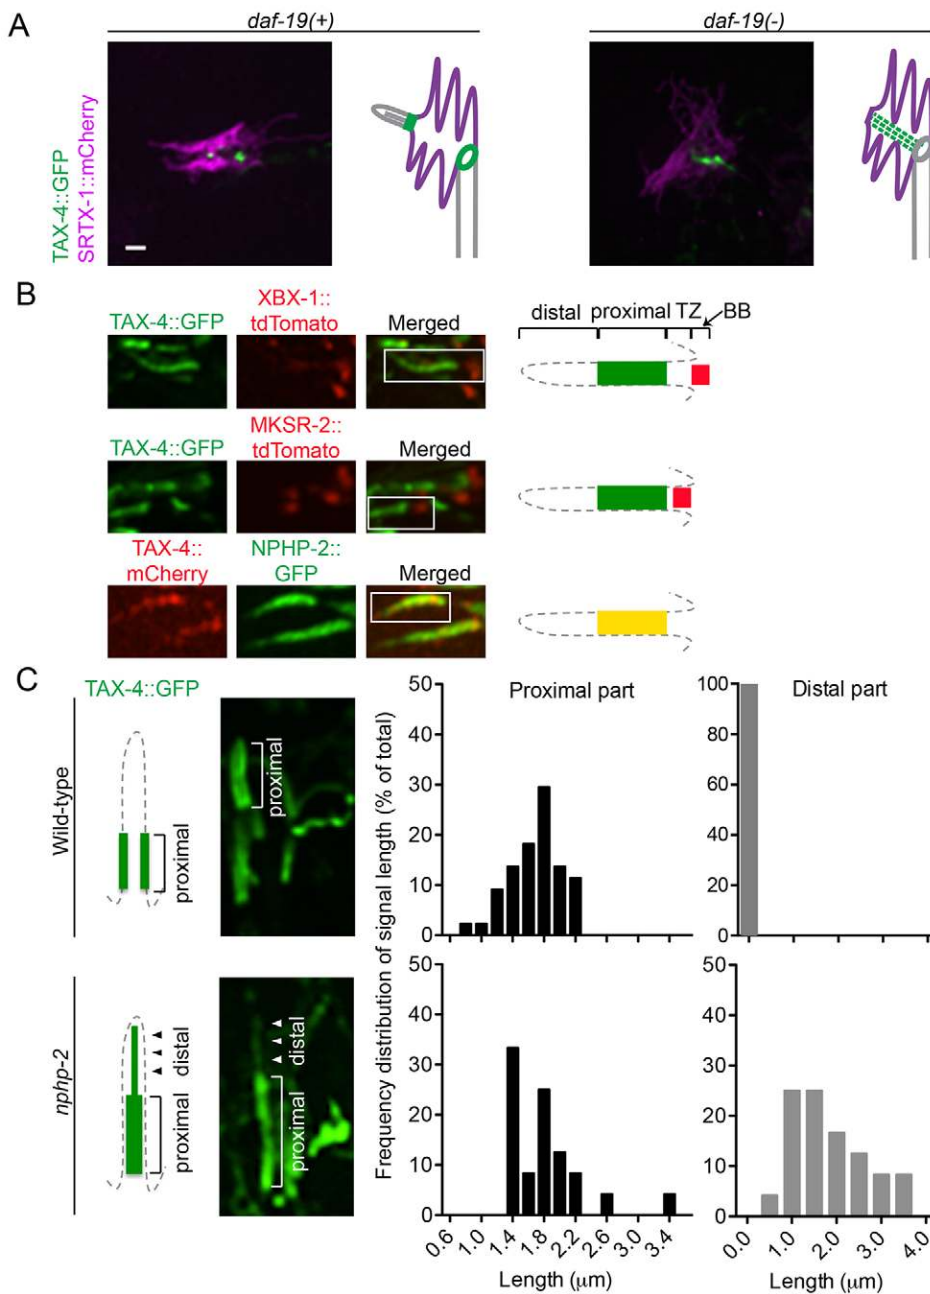 A
daf-19(+)
daf-19(-)
TAX-4::GFP
SRTX-1::mCherry
B
TAX-4::GFP
XBX-1::
tdTomato
Merged
distal
proximal
TZ
BB
TAX-4::GFP
MKSR-2::
tdTomato
Merged
TAX-4::
mCherry
NPHP-2::
GFP
Merged
C
TAX-4::GFP
Wild-type
proximal
proximal
nphp-2
distal
proximal
distal
proximal
Frequency distribution of signal length (% of total)
Proximal part
50
40
30
20
10
0
Distal part
100
80
60
40
20
0
50
40
30
20
10
0
0.6
1.0
1.4
1.8
2.2
2.6
3.0
3.4
Length (μm)
50
40
30
20
10
0
0.0
1.0
2.0
3.0
4.0
Length (μm)